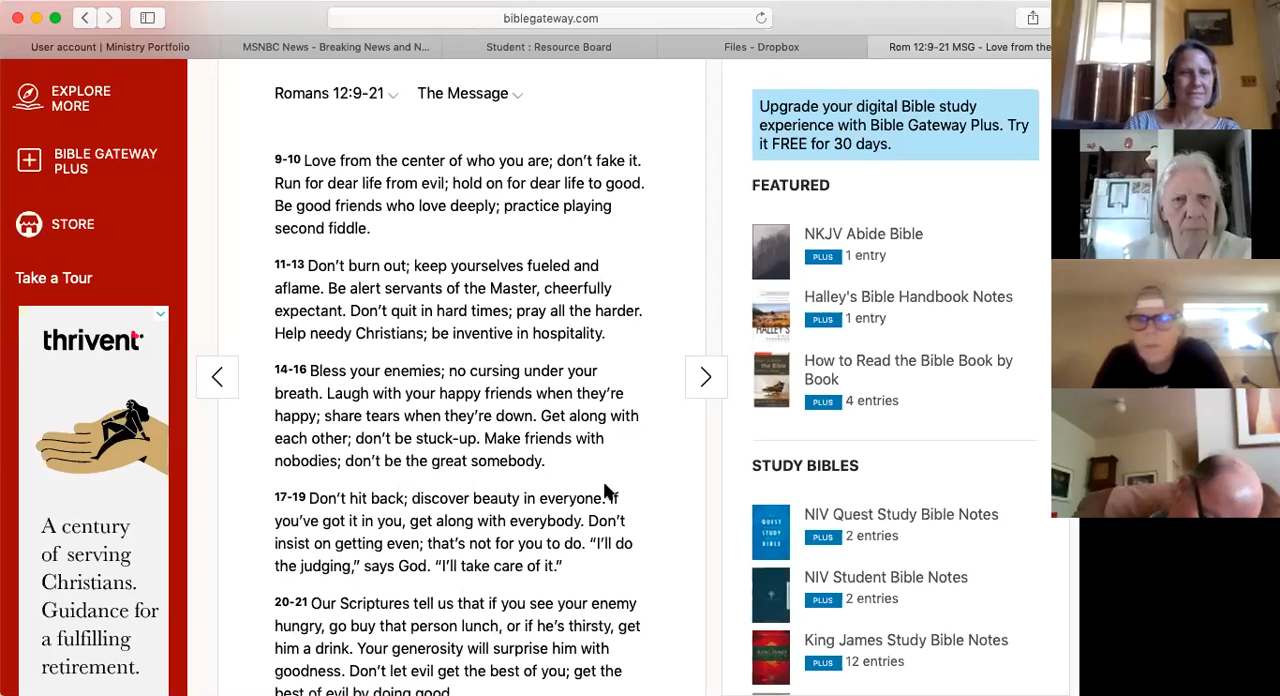 biblegateway.com
User account | Ministry Portfolio
MSNBC News - Breaking News and N...
Student : Resource Board
Files - Dropbox
Rom 12:9-21 MSG - Love from the
EXPLORE
MORE
BIBLE GATEWAY
PLUS
STORE
Take a Tour
thrivent
A century
of serving
Christians.
Guidance for
a fulfilling
retirement.
Romans 12:9-21
The Message
9-10 Love from the center of who you are; don’t fake it.
Run for dear life from evil; hold on for dear life to good.
Be good friends who love deeply; practice playing
second fiddle.
11-13 Don’t burn out; keep yourselves fueled and
aflame. Be alert servants of the Master, cheerfully
expectant. Don’t quit in hard times; pray all the harder.
Help needy Christians; be inventive in hospitality.
14-16 Bless your enemies; no cursing under your
breath. Laugh with your happy friends when they’re
happy; share tears when they’re down. Get along with
each other; don’t be stuck-up. Make friends with
nobodies; don’t be the great somebody.
17-19 Don’t hit back; discover beauty in everyone. If
you’ve got it in you, get along with everybody. Don’t
insist on getting even; that’s not for you to do. “I’ll do
the judging,” says God. “I’ll take care of it.”
20-21 Our Scriptures tell us that if you see your enemy
hungry, go buy that person lunch, or if he’s thirsty, get
him a drink. Your generosity will surprise him with
goodness. Don’t let evil get the best of you; get the
best of evil by doing good.
Upgrade your digital Bible study
experience with Bible Gateway Plus. Try
it FREE for 30 days.
FEATURED
NKJV Abide Bible
PLUS 1 entry
Halley's Bible Handbook Notes
PLUS 1 entry
How to Read the Bible Book by
Book
PLUS 4 entries
STUDY BIBLES
NIV Quest Study Bible Notes
PLUS 2 entries
QUEST
STUDY
BIBLE
NIV Student Bible Notes
PLUS 2 entries
King James Study Bible Notes
PLUS 12 entries